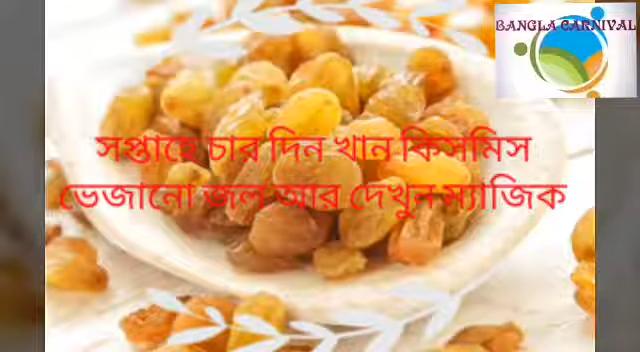 BANGLA CARNIVAL
সপ্তাহে চার দিন খান কিসমিস
ভেজানো জল আর দেখুন ম্যাজিক